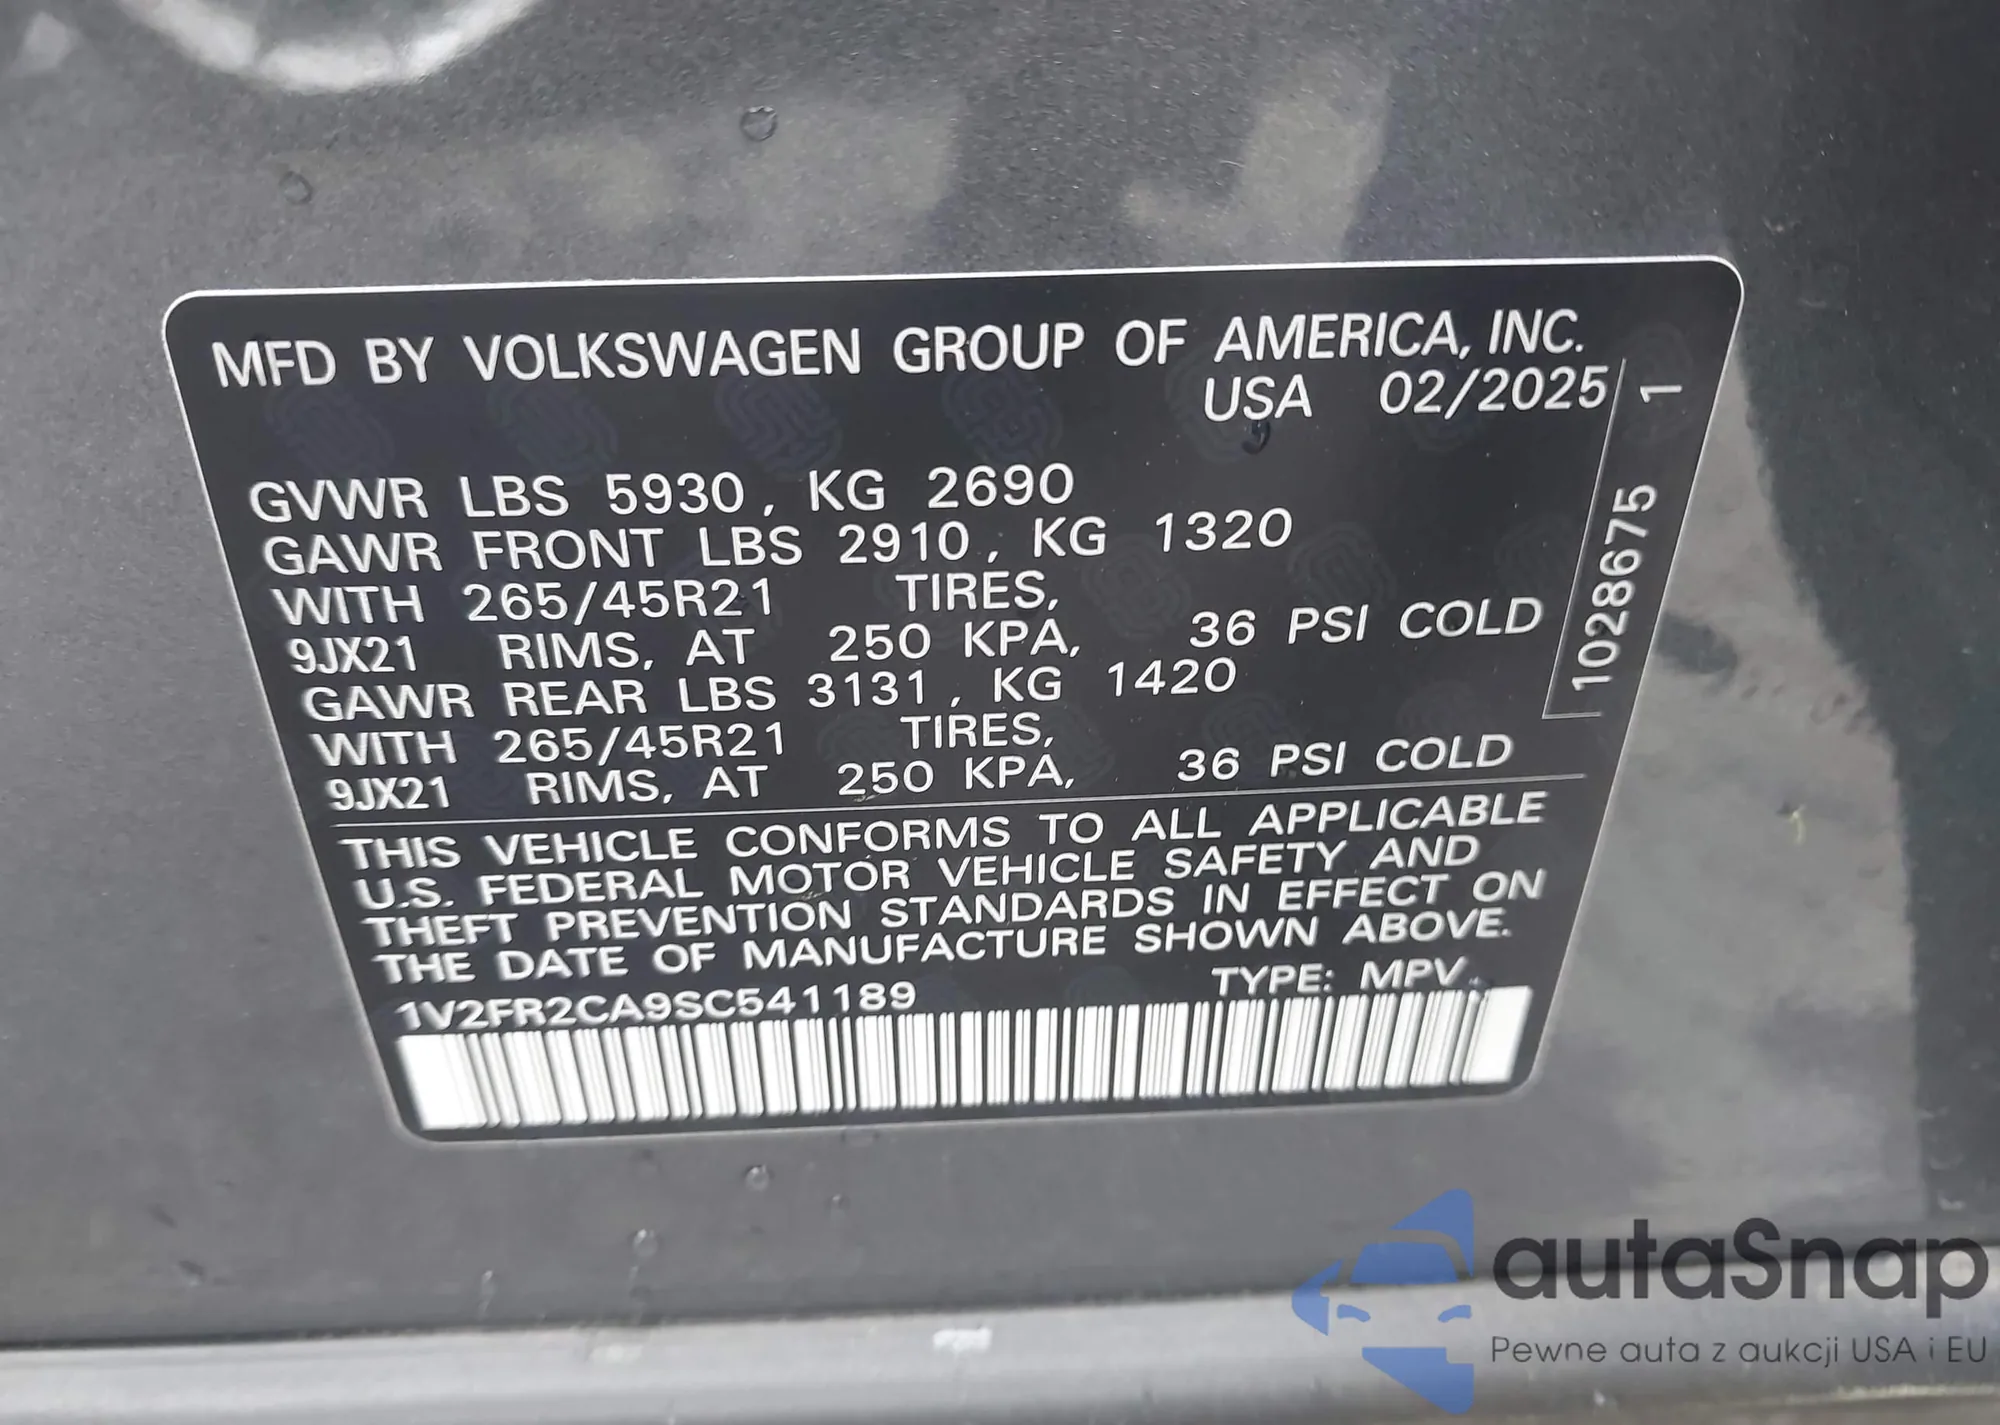 MFD BY VOLKSWAGEN GROUP OF AMERICA, INC.
USA 02/2025
GVWR LBS 5930, KG 2690
GAWR FRONT LBS 2910, KG 1320
WITH 265/45R21 TIRES,
9JX21 RIMS, AT 250 KPA, 36 PSI COLD
GAWR REAR LBS 3131, KG 1420
WITH 265/45R21 TIRES,
9JX21 RIMS, AT 250 KPA, 36 PSI COLD
THIS VEHICLE CONFORMS TO ALL APPLICABLE
U.S. FEDERAL MOTOR VEHICLE SAFETY AND
THEFT PREVENTION STANDARDS IN EFFECT ON
THE DATE OF MANUFACTURE SHOWN ABOVE.
1V2FR2CA9SC541189 TYPE: MPV
1028675 1
autaSnap
Pewne auta z aukcji USA i EU